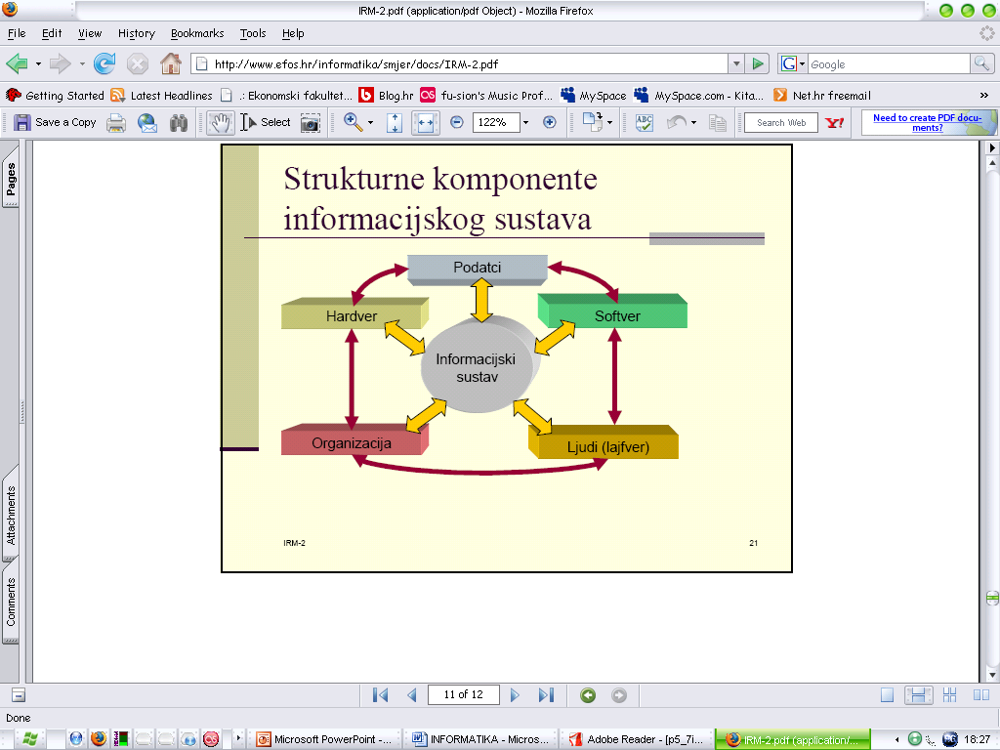 IRM-2.pdf (application/pdf Object) - Mozilla Firefox
File Edit View History Bookmarks Tools Help
http://www.efos.hr/informatika/smjer/docs/IRM-2.pdf
G Google
Getting Started Latest Headlines .: Ekonomski fakultet... Blog.hr fu-sion's Music Prof... MySpace MySpace.com - Kita... Net.hr freemail »
Save a Copy Select 122% Search Web Y! Need to create PDF docu-
ments?
Pages
Attachments
Comments
Strukturne komponente
informacijskog sustava
Podatci
Hardver
Softver
Informacijski
sustav
Organizacija
Ljudi (lajfver)
IRM-2 21
11 of 12
Done
Microsoft PowerPoint -... INFORMATIKA - Micros... Adobe Reader - [p5_7i... IRM-2.pdf (application/... 18:27